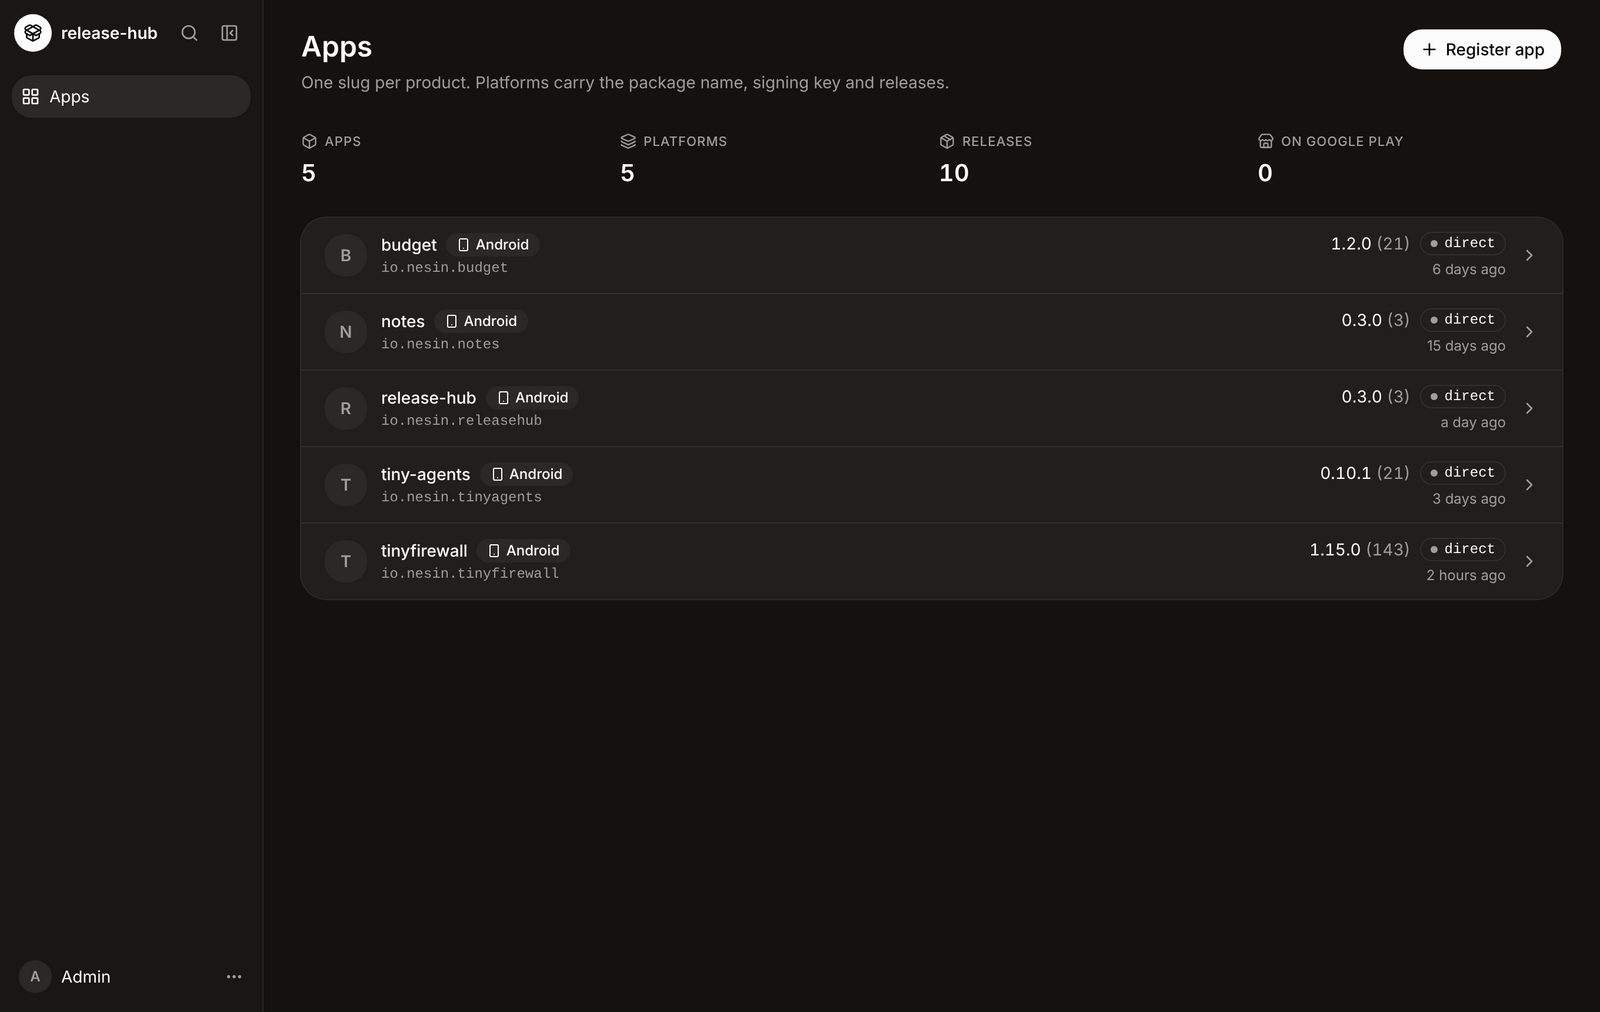 release-hub
Apps
Apps
One slug per product. Platforms carry the package name, signing key and releases.
Register app
APPS
5
PLATFORMS
5
RELEASES
10
ON GOOGLE PLAY
0
B
budget Android
io.nesin.budget
1.2.0 (21) direct
6 days ago
N
notes Android
io.nesin.notes
0.3.0 (3) direct
15 days ago
R
release-hub Android
io.nesin.releasehub
0.3.0 (3) direct
a day ago
T
tiny-agents Android
io.nesin.tinyagents
0.10.1 (21) direct
3 days ago
T
tinyfirewall Android
io.nesin.tinyfirewall
1.15.0 (143) direct
2 hours ago
A
Admin